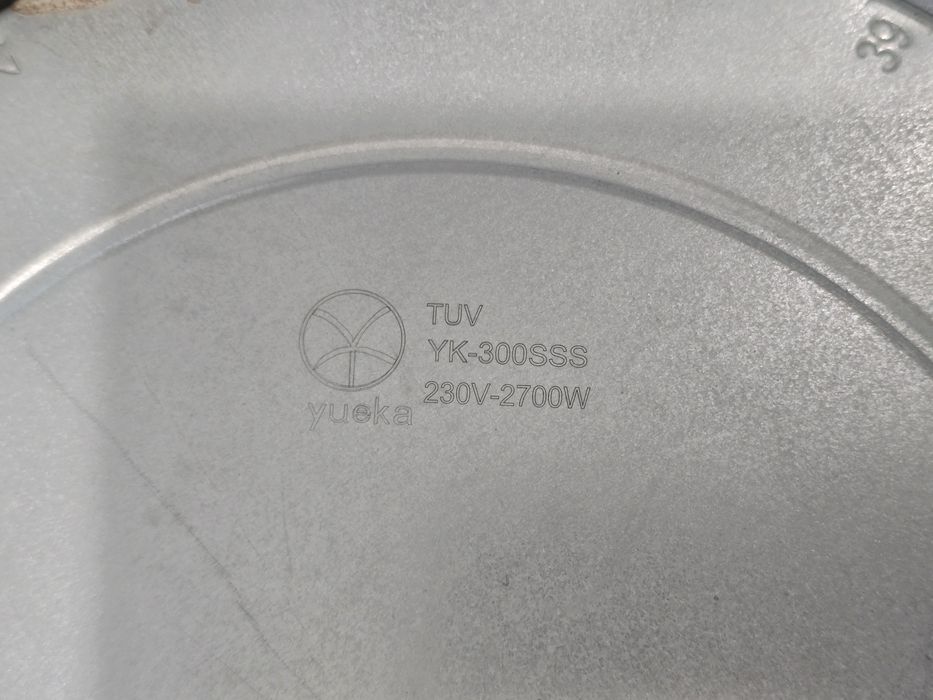 39
TUV
YK-300SSS
230V-2700W
yueka